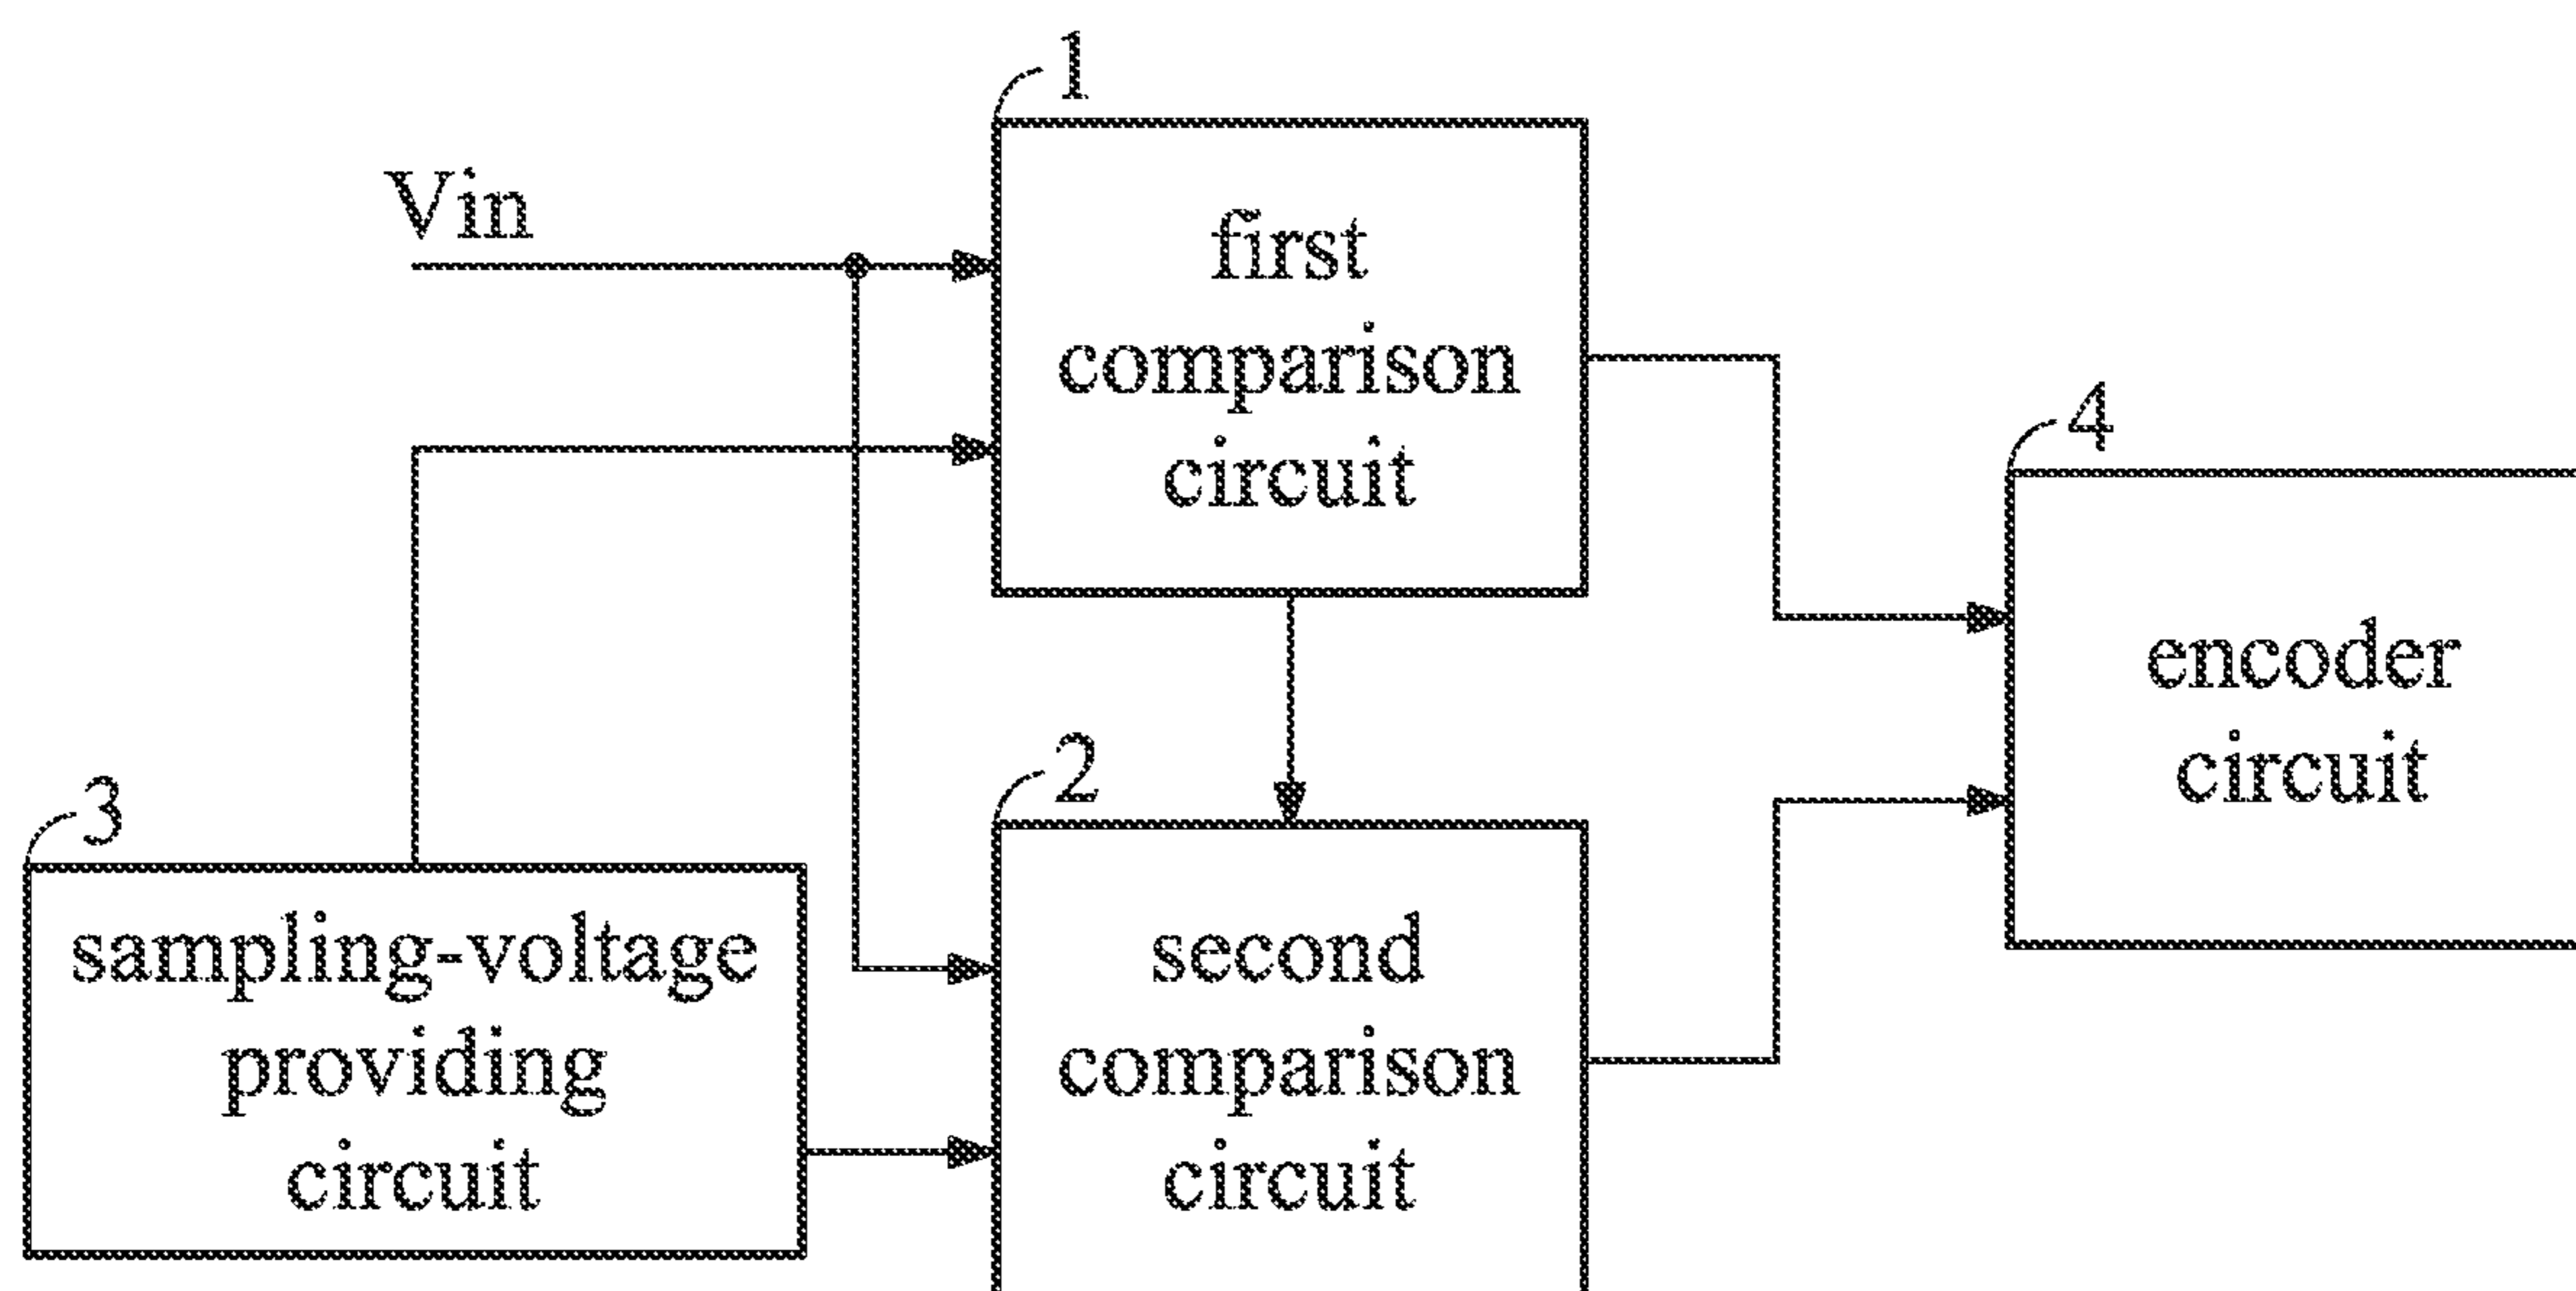 1
Vin
first
comparison
circuit
4
encoder
circuit
2
3
second
comparison
circuit
sampling-voltage
providing
circuit